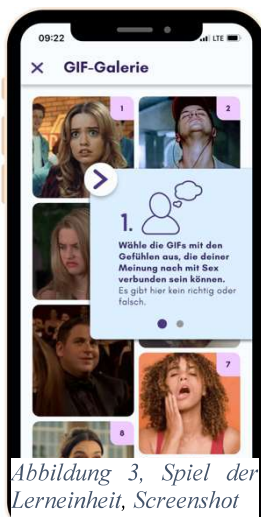 09:22
LTE
GIF-Galerie
1
2
1.
Wähle die GIFs mit den
Gefühlen aus, die deiner
Meinung nach mit Sex
verbunden sein können.
Es gibt hier kein richtig oder
falsch.
7
8
Abbildung 3, Spiel der
Lerneinheit, Screenshot